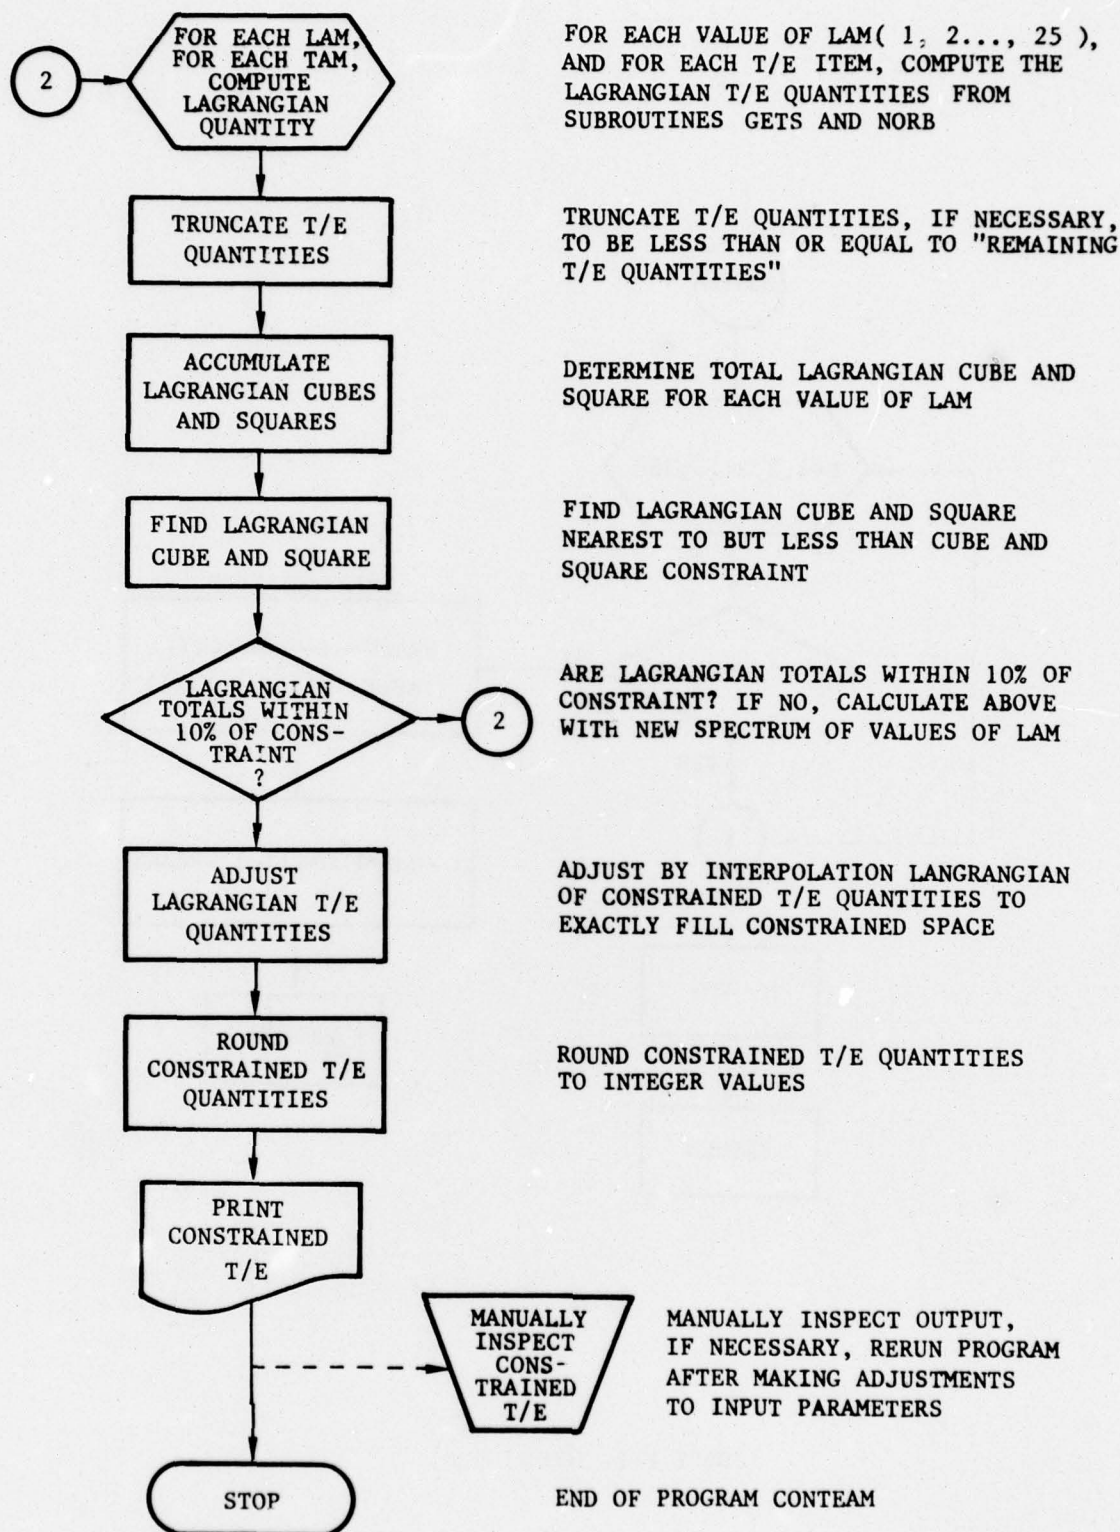 2
FOR EACH LAM,
FOR EACH TAM,
COMPUTE
LAGRANGIAN
QUANTITY
FOR EACH VALUE OF LAM( 1, 2..., 25 ),
AND FOR EACH T/E ITEM, COMPUTE THE
LAGRANGIAN T/E QUANTITIES FROM
SUBROUTINES GETS AND NORB
TRUNCATE T/E
QUANTITIES
TRUNCATE T/E QUANTITIES, IF NECESSARY,
TO BE LESS THAN OR EQUAL TO "REMAINING
T/E QUANTITIES"
ACCUMULATE
LAGRANGIAN CUBES
AND SQUARES
DETERMINE TOTAL LAGRANGIAN CUBE AND
SQUARE FOR EACH VALUE OF LAM
FIND LAGRANGIAN
CUBE AND SQUARE
FIND LAGRANGIAN CUBE AND SQUARE
NEAREST TO BUT LESS THAN CUBE AND
SQUARE CONSTRAINT
LAGRANGIAN
TOTALS WITHIN
10% OF CONS-
TRAINT
?
2
ARE LAGRANGIAN TOTALS WITHIN 10% OF
CONSTRAINT? IF NO, CALCULATE ABOVE
WITH NEW SPECTRUM OF VALUES OF LAM
ADJUST
LAGRANGIAN T/E
QUANTITIES
ADJUST BY INTERPOLATION LANGRANGIAN
OF CONSTRAINED T/E QUANTITIES TO
EXACTLY FILL CONSTRAINED SPACE
ROUND
CONSTRAINED T/E
QUANTITIES
ROUND CONSTRAINED T/E QUANTITIES
TO INTEGER VALUES
PRINT
CONSTRAINED
T/E
MANUALLY
INSPECT
CONS-
TRAINED
T/E
MANUALLY INSPECT OUTPUT,
IF NECESSARY, RERUN PROGRAM
AFTER MAKING ADJUSTMENTS
TO INPUT PARAMETERS
STOP
END OF PROGRAM CONTEAM